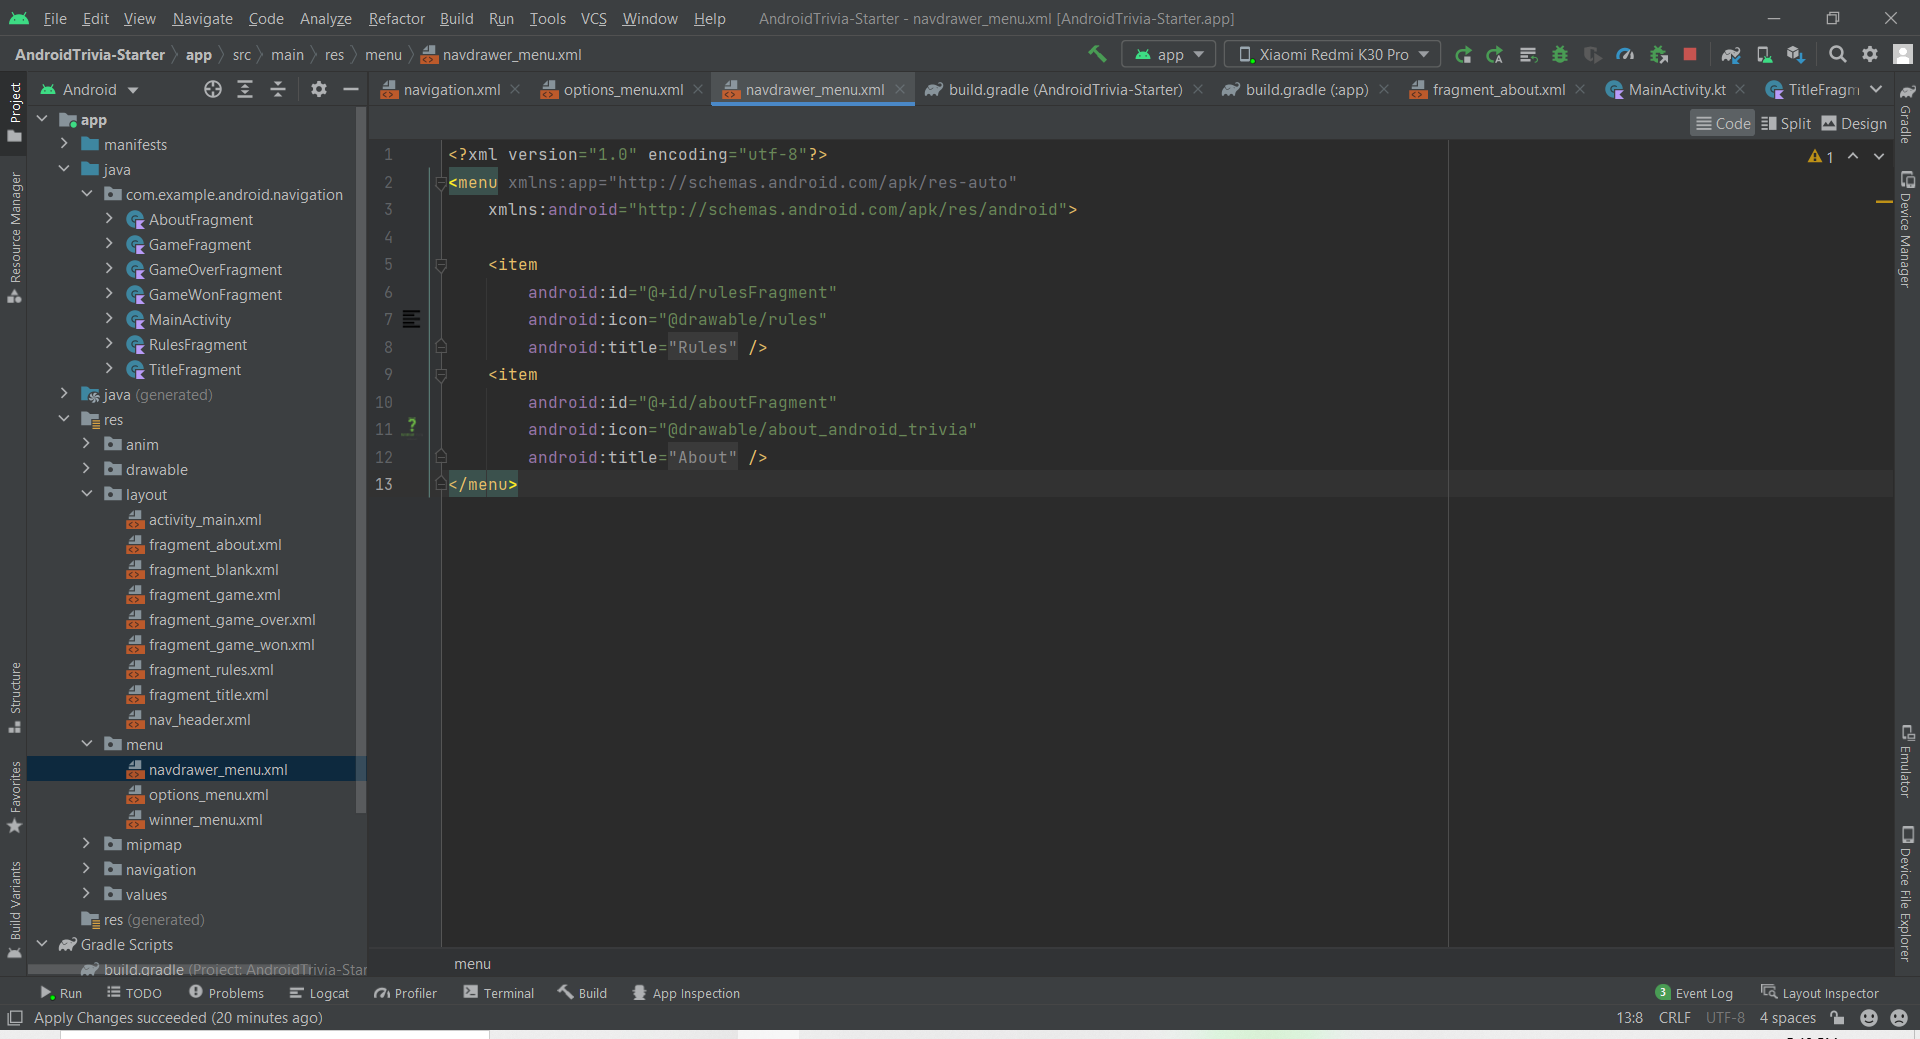 File Edit View Navigate Code Analyze Refactor Build Run Tools VCS Window Help AndroidTrivia-Starter - navdrawer_menu.xml [AndroidTrivia-Starter.app]
AndroidTrivia-Starter app src main res menu navdrawer_menu.xml app Xiaomi Redmi K30 Pro
Android navigation.xml options_menu.xml navdrawer_menu.xml build.gradle (AndroidTrivia-Starter) build.gradle (:app) fragment_about.xml MainActivity.kt TitleFragm
Code Split Design
Project
Resource Manager
Structure
Favorites
Build Variants
app
manifests
java
com.example.android.navigation
AboutFragment
GameFragment
GameOverFragment
GameWonFragment
MainActivity
RulesFragment
TitleFragment
java (generated)
res
anim
drawable
layout
activity_main.xml
fragment_about.xml
fragment_blank.xml
fragment_game.xml
fragment_game_over.xml
fragment_game_won.xml
fragment_rules.xml
fragment_title.xml
nav_header.xml
menu
navdrawer_menu.xml
options_menu.xml
winner_menu.xml
mipmap
navigation
values
res (generated)
Gradle Scripts
build.gradle (Project: AndroidTrivia-Star
1 <?xml version="1.0" encoding="utf-8"?>
2 <menu xmlns:app="http://schemas.android.com/apk/res-auto"
3 xmlns:android="http://schemas.android.com/apk/res/android">
4
5 <item
6 android:id="@+id/rulesFragment"
7 android:icon="@drawable/rules"
8 android:title="Rules" />
9 <item
10 android:id="@+id/aboutFragment"
11 android:icon="@drawable/about_android_trivia"
12 android:title="About" />
13 </menu>
1
menu
Gradle
Device Manager
Emulator
Device File Explorer
Run TODO Problems Logcat Profiler Terminal Build App Inspection 3 Event Log Layout Inspector
Apply Changes succeeded (20 minutes ago) 13:8 CRLF UTF-8 4 spaces